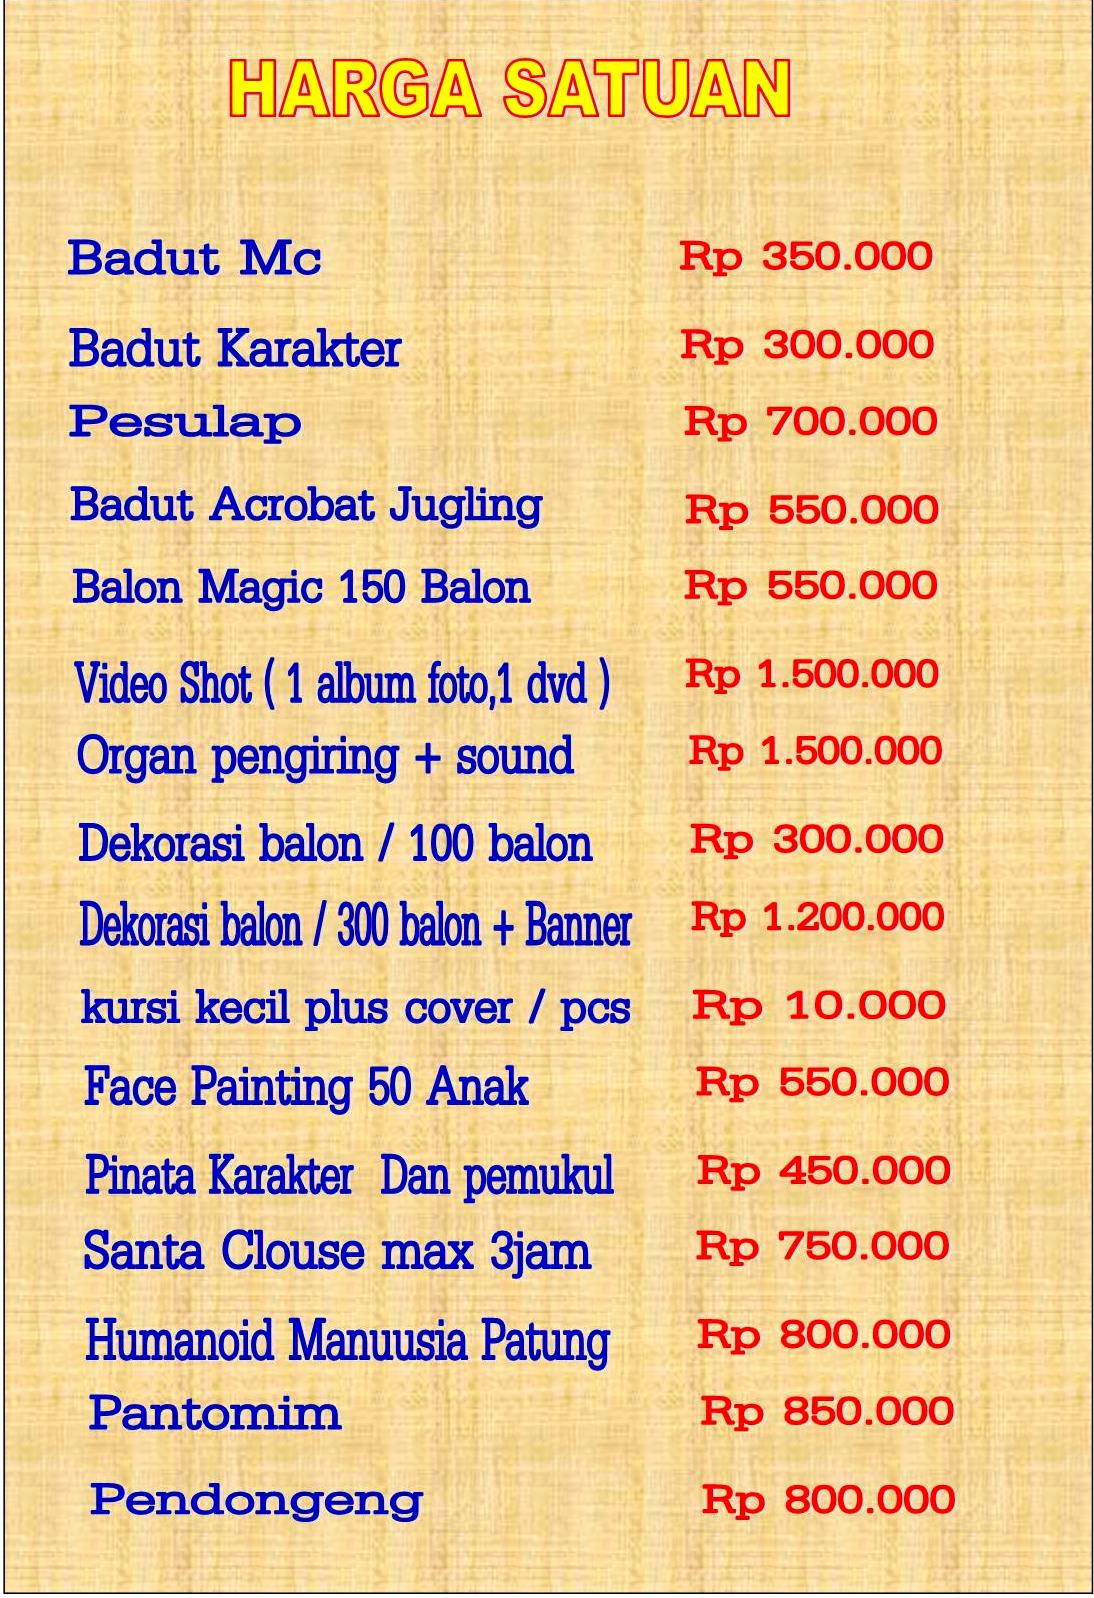 HARGA SATUAN
Badut Mc Rp 350.000
Badut Karakter Rp 300.000
Pesulap Rp 700.000
Badut Acrobat Jugling Rp 550.000
Balon Magic 150 Balon Rp 550.000
Video Shot ( 1 album foto,1 dvd ) Rp 1.500.000
Organ pengiring + sound Rp 1.500.000
Dekorasi balon / 100 balon Rp 300.000
Dekorasi balon / 300 balon + Banner Rp 1.200.000
kursi kecil plus cover / pcs Rp 10.000
Face Painting 50 Anak Rp 550.000
Pinata Karakter Dan pemukul Rp 450.000
Santa Clouse max 3jam Rp 750.000
Humanoid Manuusia Patung Rp 800.000
Pantomim Rp 850.000
Pendongeng Rp 800.000